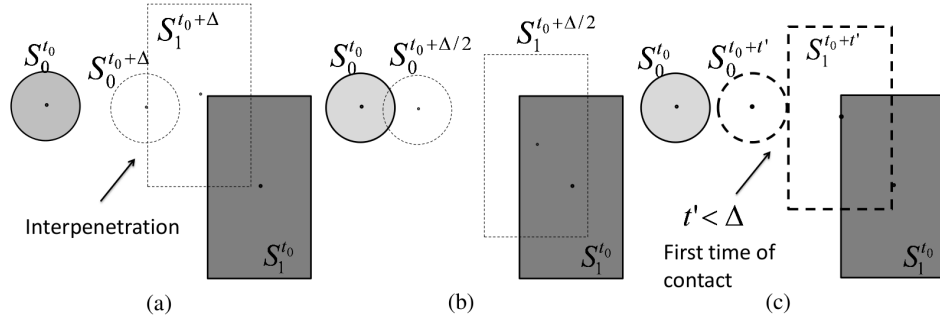 S_0^{t_0}
S_0^{t_0+Δ}
S_1^{t_0+Δ}
Interpenetration
S_1^{t_0}
(a)
S_0^{t_0}
S_0^{t_0+Δ/2}
S_1^{t_0+Δ/2}
S_1^{t_0}
(b)
S_0^{t_0}
S_0^{t_0+t'}
S_1^{t_0+t'}
t' < Δ
First time of
contact
S_1^{t_0}
(c)